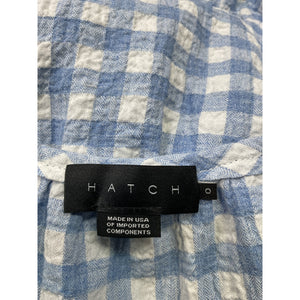 HATCH
0
MADE IN USA
OF IMPORTED
COMPONENTS